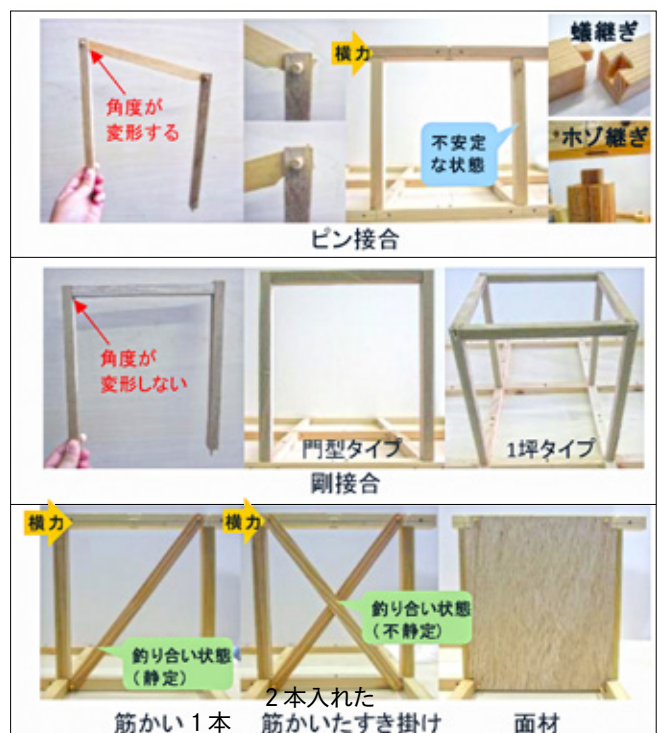 角度が
変形する
横力
不安定
な状態
蟻継ぎ
ホゾ継ぎ
ピン接合
角度が
変形しない
門型タイプ
1坪タイプ
剛接合
横力
釣り合い状態
(静定)
横力
釣り合い状態
(不静定)
筋かい1本
2本入れた
筋かいたすき掛け
面材